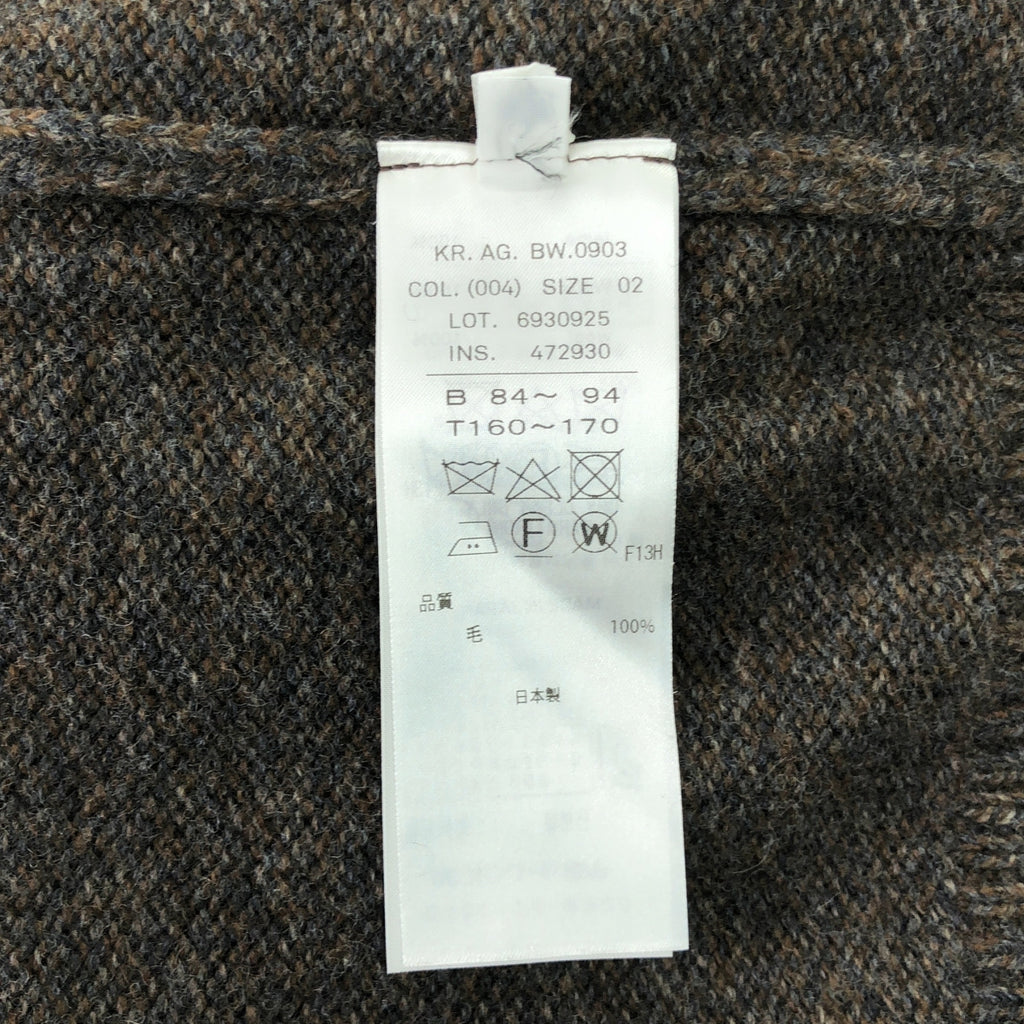 KR. AG. BW.0903
COL. (004) SIZE 02
LOT. 6930925
INS. 472930
B 84～ 94
T160～170
F W F13H
品質
毛 100%
日本製